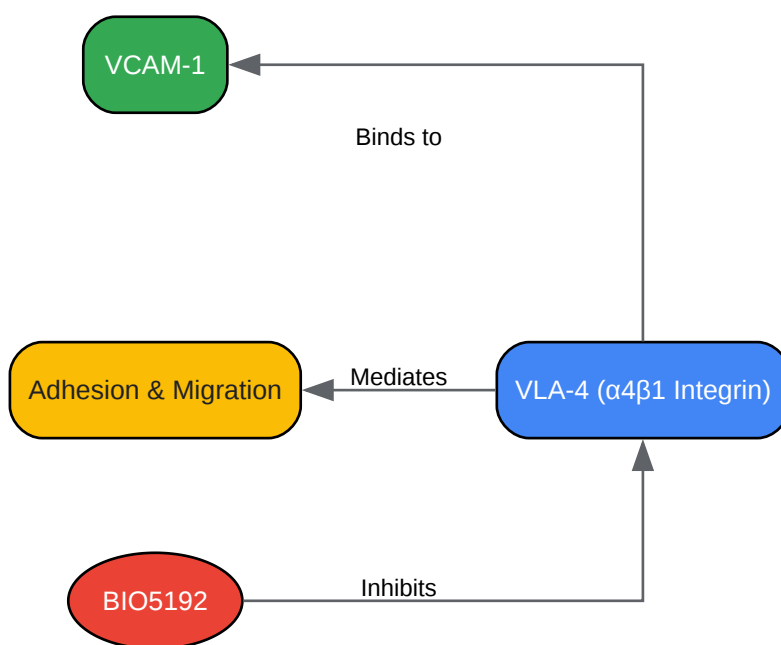 VCAM-1
Binds to
Adhesion & Migration
Mediates
VLA-4 (α4β1 Integrin)
BIO5192
Inhibits